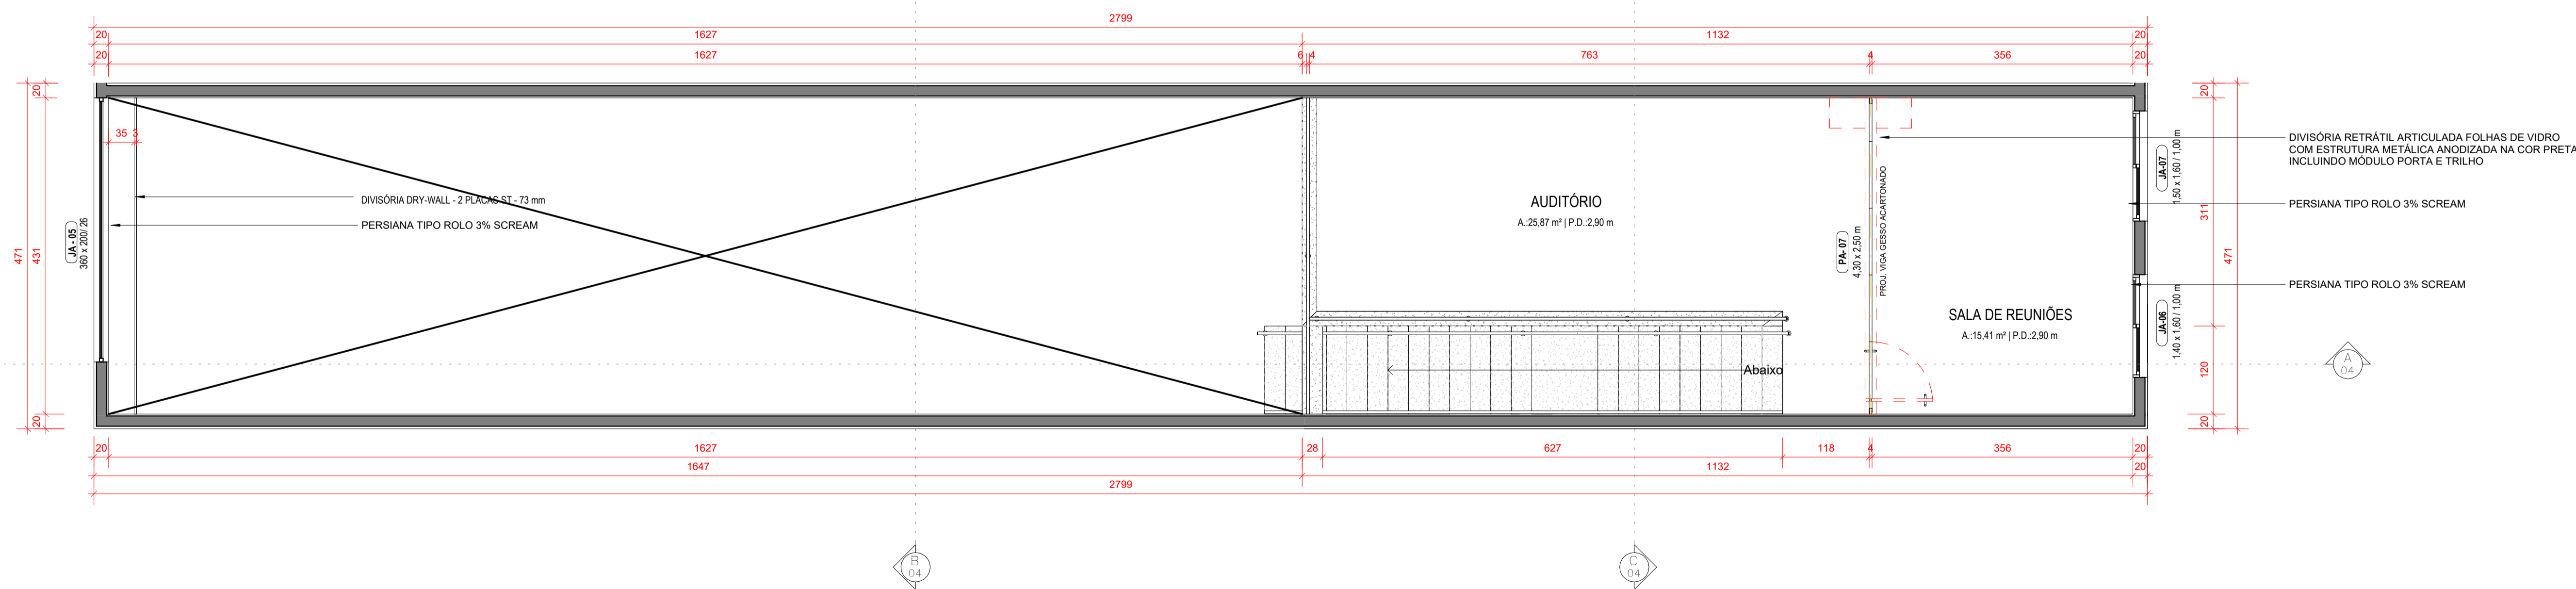 2799
20 1627 1132 20
20 1627 6 4 763 4 356 20
20
35 3
471
431
20
JA - 05
360 x 200/ 26
DIVISÓRIA DRY-WALL - 2 PLACAS ST - 73 mm
PERSIANA TIPO ROLO 3% SCREAM
AUDITÓRIO
A.:25,87 m² | P.D.:2,90 m
Abaixo
PA- 07
4,30 x 2,50 m
PROJ. VIGA GESSO ACARTONADO
SALA DE REUNIÕES
A.:15,41 m² | P.D.:2,90 m
JA-07
1,50 x 1,60 / 1,00 m
JA-06
1,40 x 1,60 / 1,00 m
20
311
471
120
20
DIVISÓRIA RETRÁTIL ARTICULADA FOLHAS DE VIDRO
COM ESTRUTURA METÁLICA ANODIZADA NA COR PRETA
INCLUINDO MÓDULO PORTA E TRILHO
PERSIANA TIPO ROLO 3% SCREAM
PERSIANA TIPO ROLO 3% SCREAM
A
04
20 1627 28 627 118 4 356 20
1647 1132 20
2799
B
04
C
04